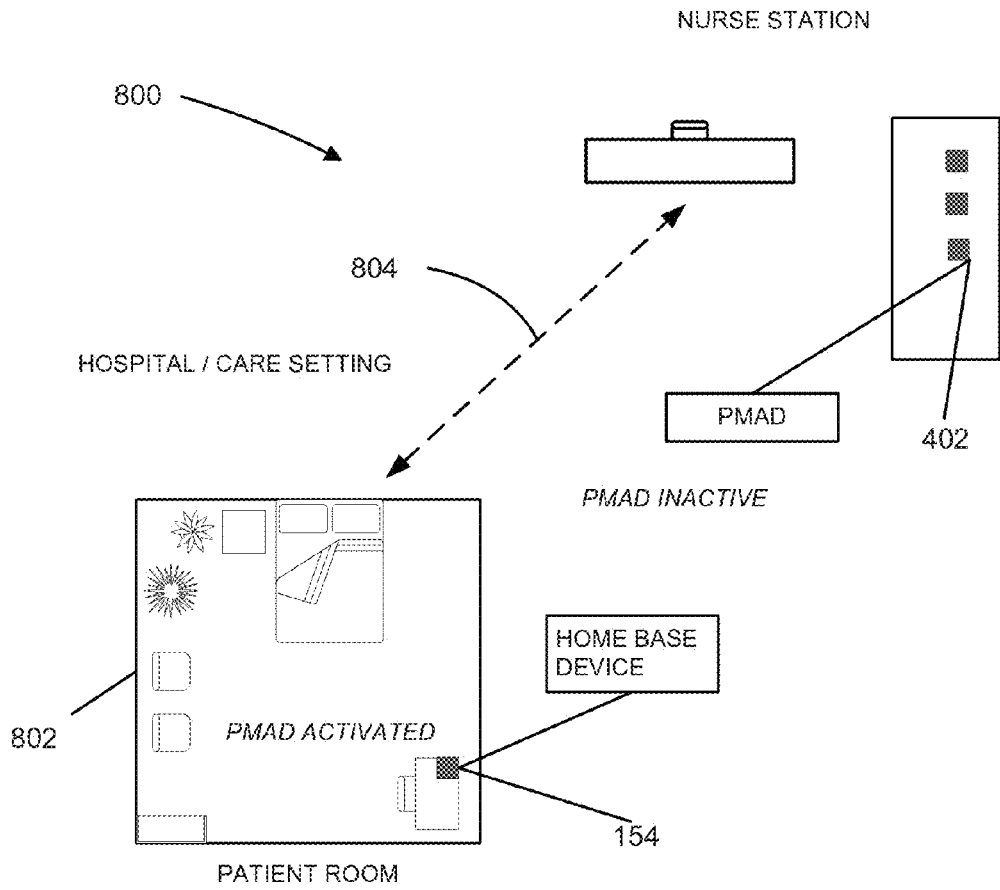 NURSE STATION
800
804
HOSPITAL / CARE SETTING
PMAD
402
PMAD INACTIVE
HOME BASE
DEVICE
802
PMAD ACTIVATED
154
PATIENT ROOM